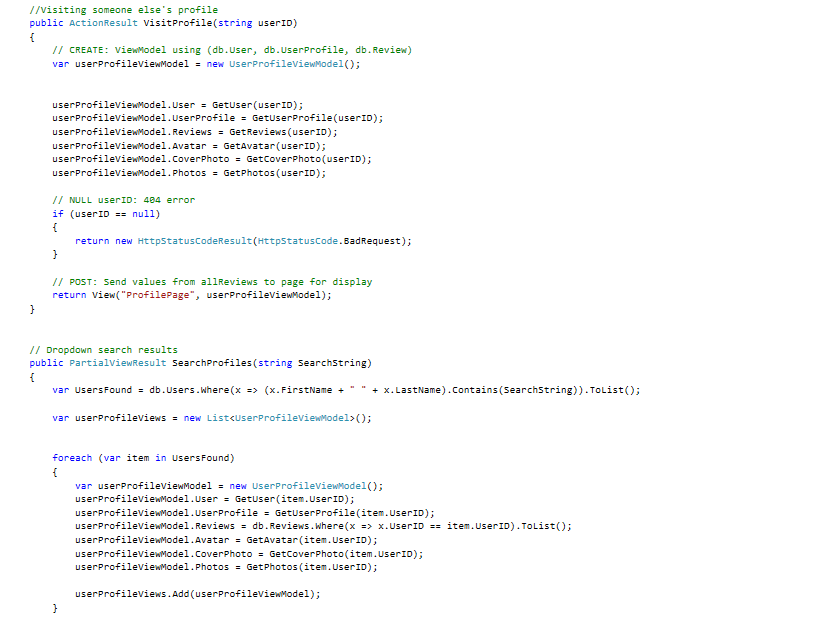 //Visiting someone else's profile
public ActionResult VisitProfile(string userID)
{
    // CREATE: ViewModel using (db.User, db.UserProfile, db.Review)
    var userProfileViewModel = new UserProfileViewModel();

    userProfileViewModel.User = GetUser(userID);
    userProfileViewModel.UserProfile = GetUserProfile(userID);
    userProfileViewModel.Reviews = GetReviews(userID);
    userProfileViewModel.Avatar = GetAvatar(userID);
    userProfileViewModel.CoverPhoto = GetCoverPhoto(userID);
    userProfileViewModel.Photos = GetPhotos(userID);

    // NULL userID: 404 error
    if (userID == null)
    {
        return new HttpStatusCodeResult(HttpStatusCode.BadRequest);
    }

    // POST: Send values from allReviews to page for display
    return View("ProfilePage", userProfileViewModel);
}

// Dropdown search results
public PartialViewResult SearchProfiles(string SearchString)
{
    var UsersFound = db.Users.Where(x => (x.FirstName + " " + x.LastName).Contains(SearchString)).ToList();

    var userProfileViews = new List<UserProfileViewModel>();

    foreach (var item in UsersFound)
    {
        var userProfileViewModel = new UserProfileViewModel();
        userProfileViewModel.User = GetUser(item.UserID);
        userProfileViewModel.UserProfile = GetUserProfile(item.UserID);
        userProfileViewModel.Reviews = db.Reviews.Where(x => x.UserID == item.UserID).ToList();
        userProfileViewModel.Avatar = GetAvatar(item.UserID);
        userProfileViewModel.CoverPhoto = GetCoverPhoto(item.UserID);
        userProfileViewModel.Photos = GetPhotos(item.UserID);

        userProfileViews.Add(userProfileViewModel);
    }